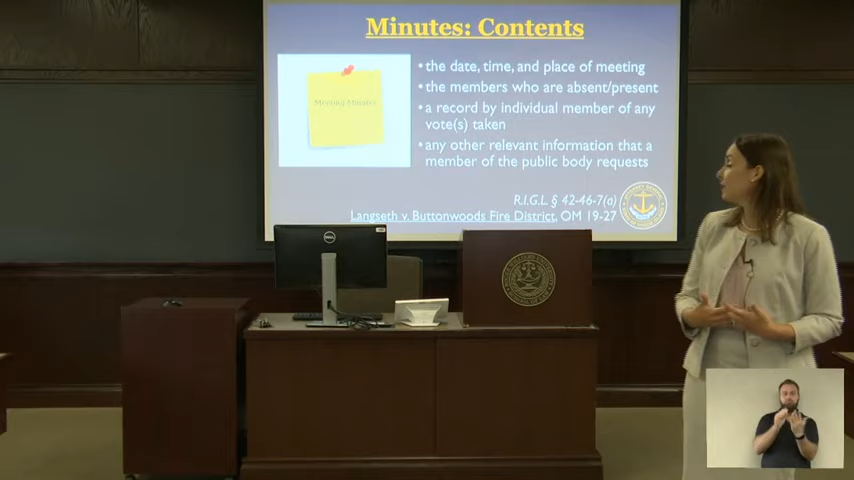 Minutes: Contents
• the date, time, and place of meeting
• the members who are absent/present
• a record by individual member of any
vote(s) taken
• any other relevant information that a
member of the public body requests
Meeting Minutes
R.I.G.L § 42-46-7(a)
Langseth v. Buttonwoods Fire District, OM 19-27
DELL